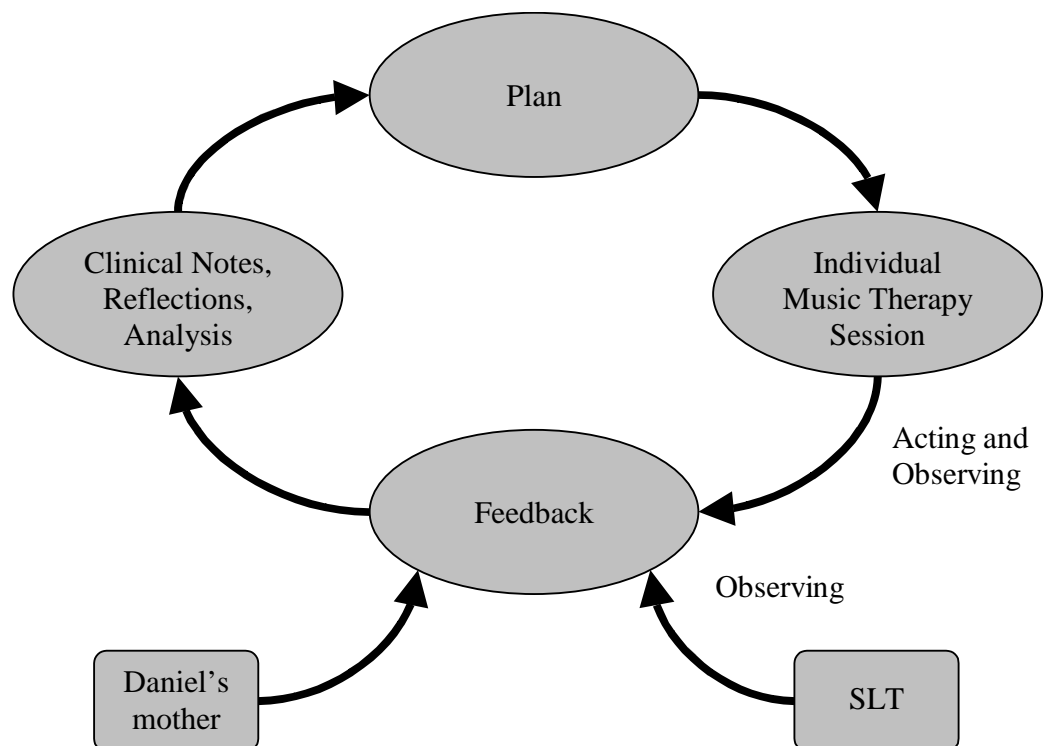 Plan
Clinical Notes,
Reflections,
Analysis
Individual
Music Therapy
Session
Acting and
Observing
Feedback
Observing
Daniel’s
mother
SLT